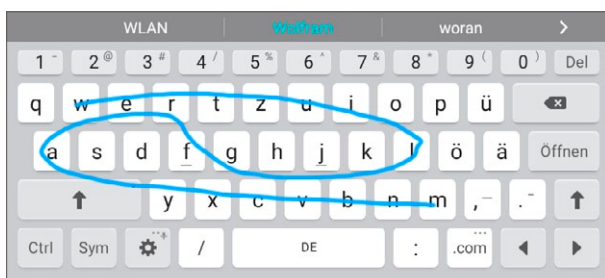 WLAN Wolfram woran >
1 - 2 @ 3 # 4 / 5 % 6 ^ 7 & 8 * 9 ( 0 ) Del
q w e r t z u i o p ü
a s d f g h j k l ö ä Öffnen
y x c v b n m , – . -
Ctrl Sym / DE : .com